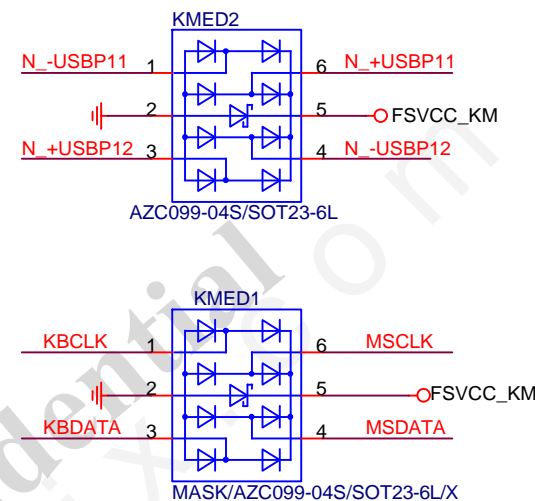 KMED2
N_-USBP11 1 6 N_+USBP11
2 5 FSVCC_KM
N_+USBP12 3 4 N_-USBP12
AZC099-04S/SOT23-6L
KMED1
KBCLK 1 6 MSCLK
2 5 FSVCC_KM
KBDATA 3 4 MSDATA
MASK/AZC099-04S/SOT23-6L/X
dential
x
.
c
o
m